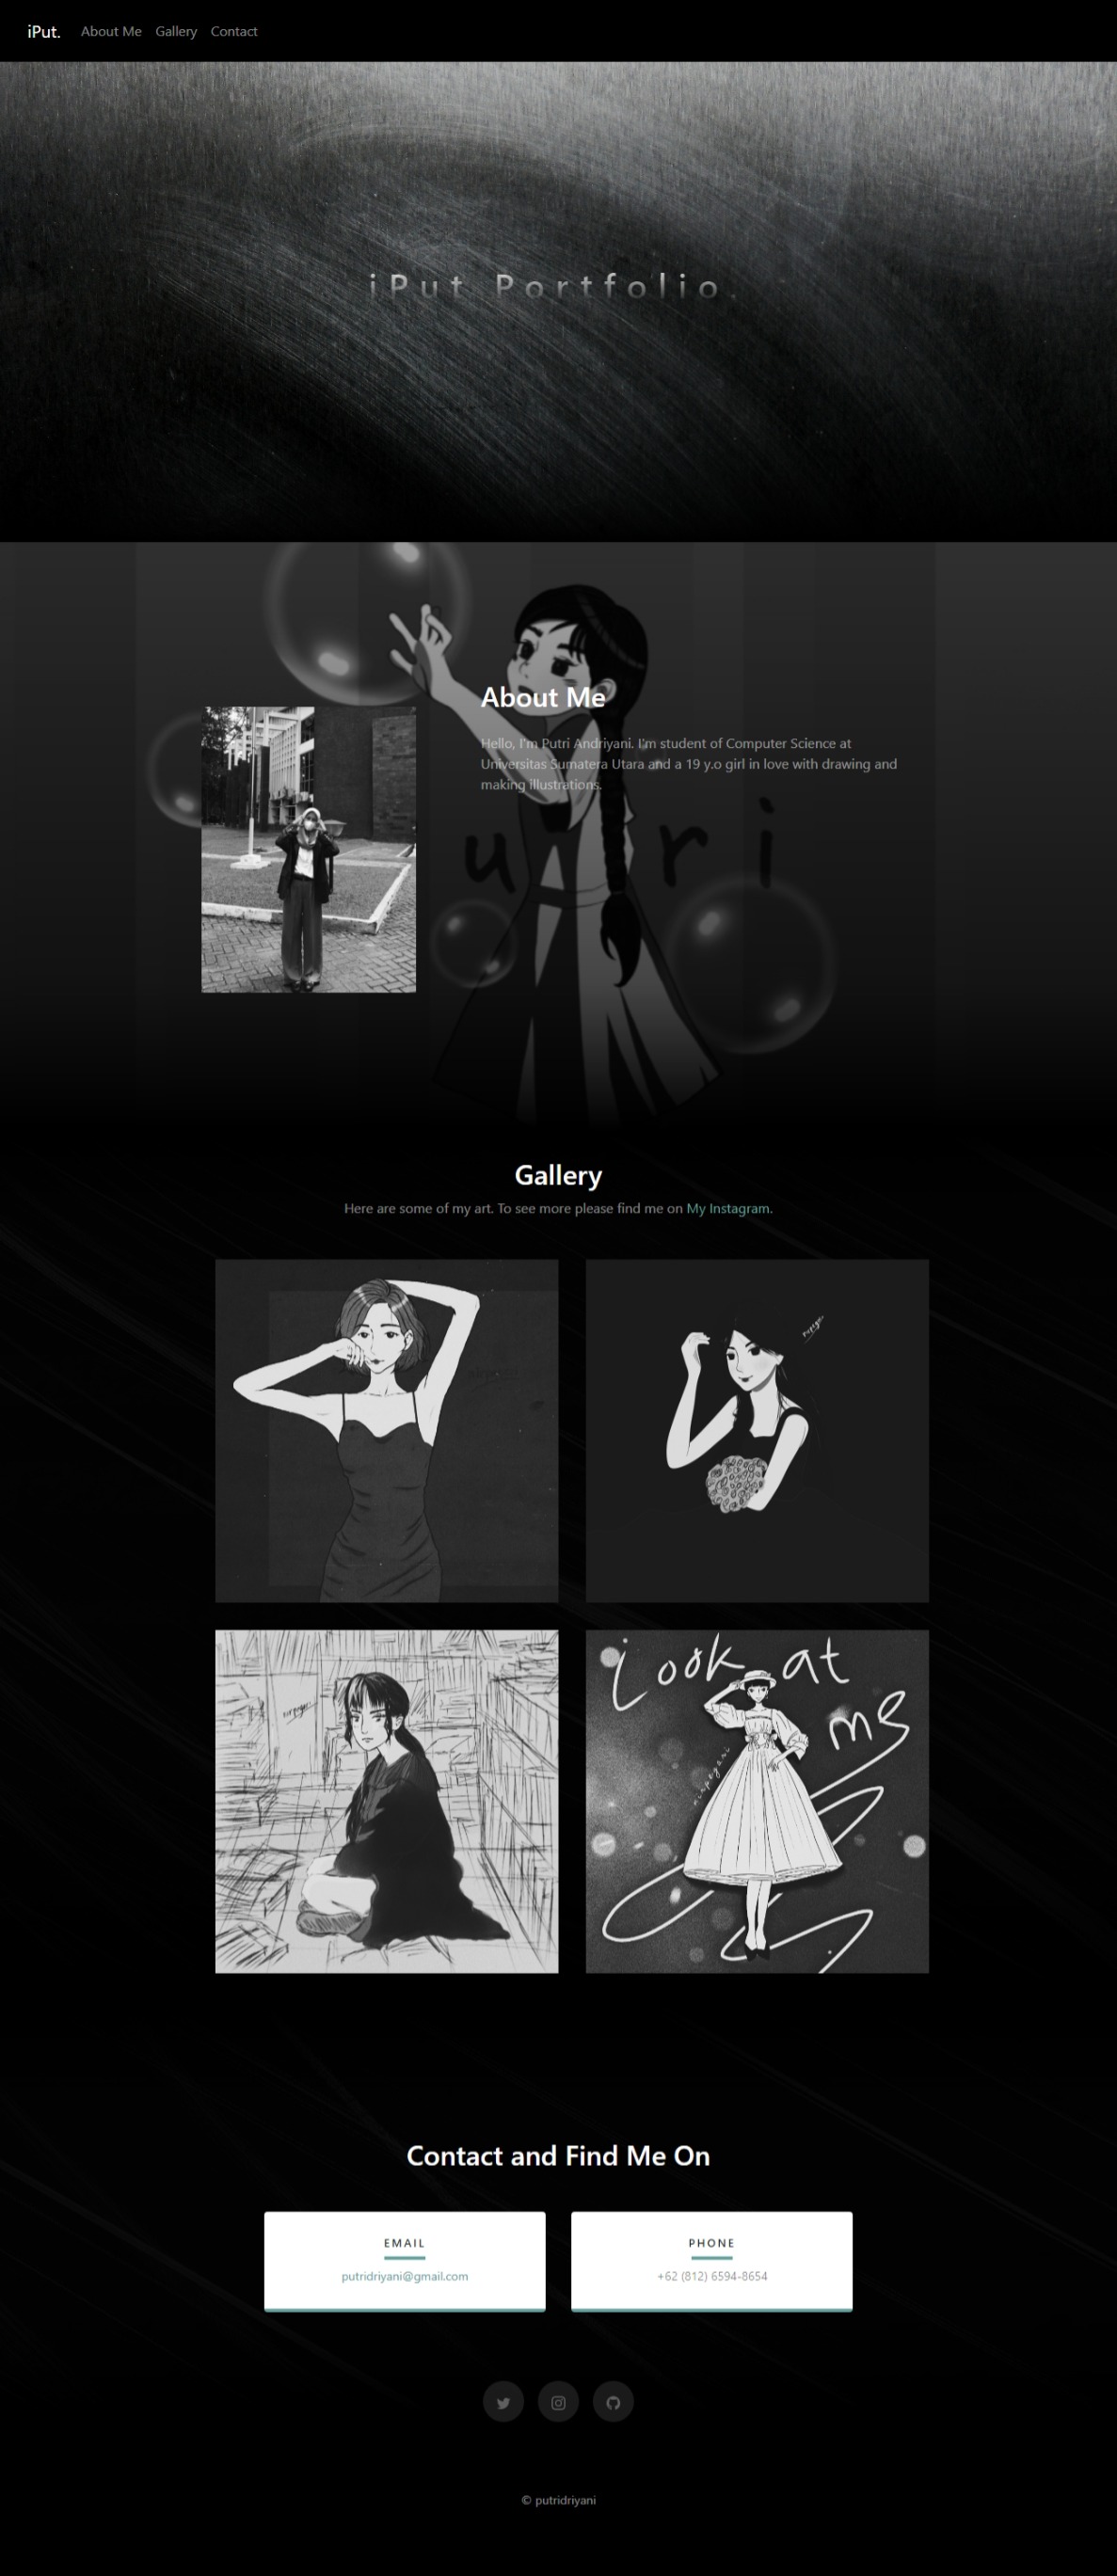 iPut. About Me Gallery Contact
iPut Portfolio.
About Me
Hello, I'm Putri Andriyani. I'm student of Computer Science at
Universitas Sumatera Utara and a 19 y.o girl in love with drawing and
making illustrations.
u ri
Gallery
Here are some of my art. To see more please find me on My Instagram.
Look at
me
Contact and Find Me On
EMAIL
putridriyani@gmail.com
PHONE
+62 (812) 6594-8654
© putridriyani